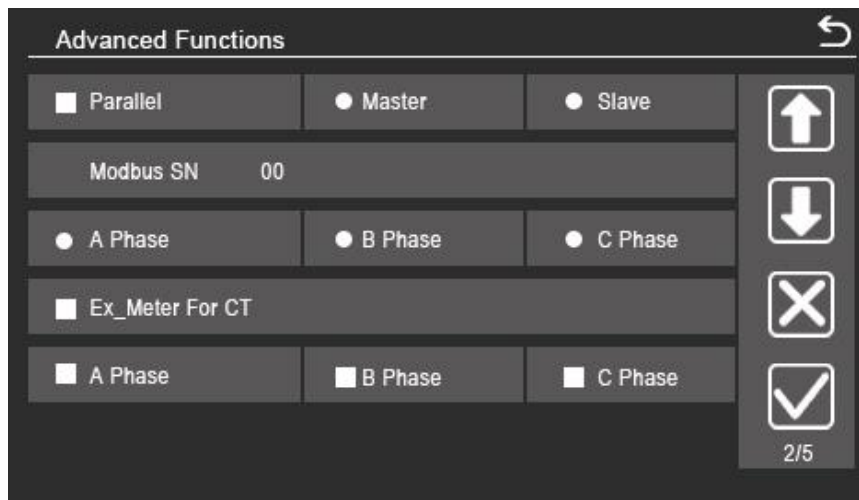 Advanced Functions
Parallel Master Slave
Modbus SN 00
A Phase B Phase C Phase
Ex_Meter For CT
A Phase B Phase C Phase
2/5